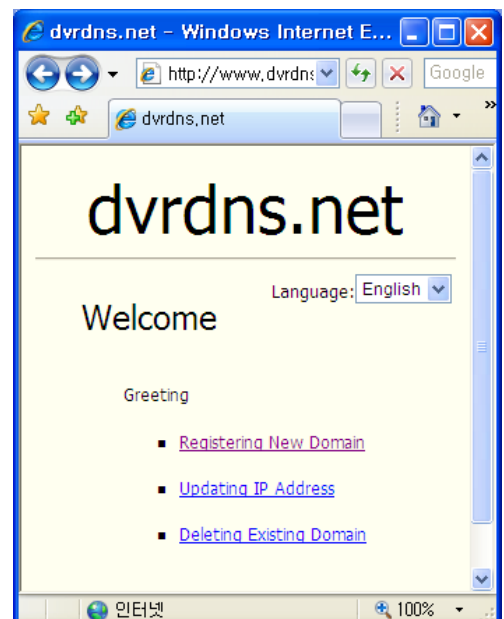 dvrdns.net - Windows Internet E...
http://www.dvrdns
Google
dvrdns.net
»
dvrdns.net
Language: English
Welcome
Greeting
Registering New Domain
Updating IP Address
Deleting Existing Domain
인터넷
100%